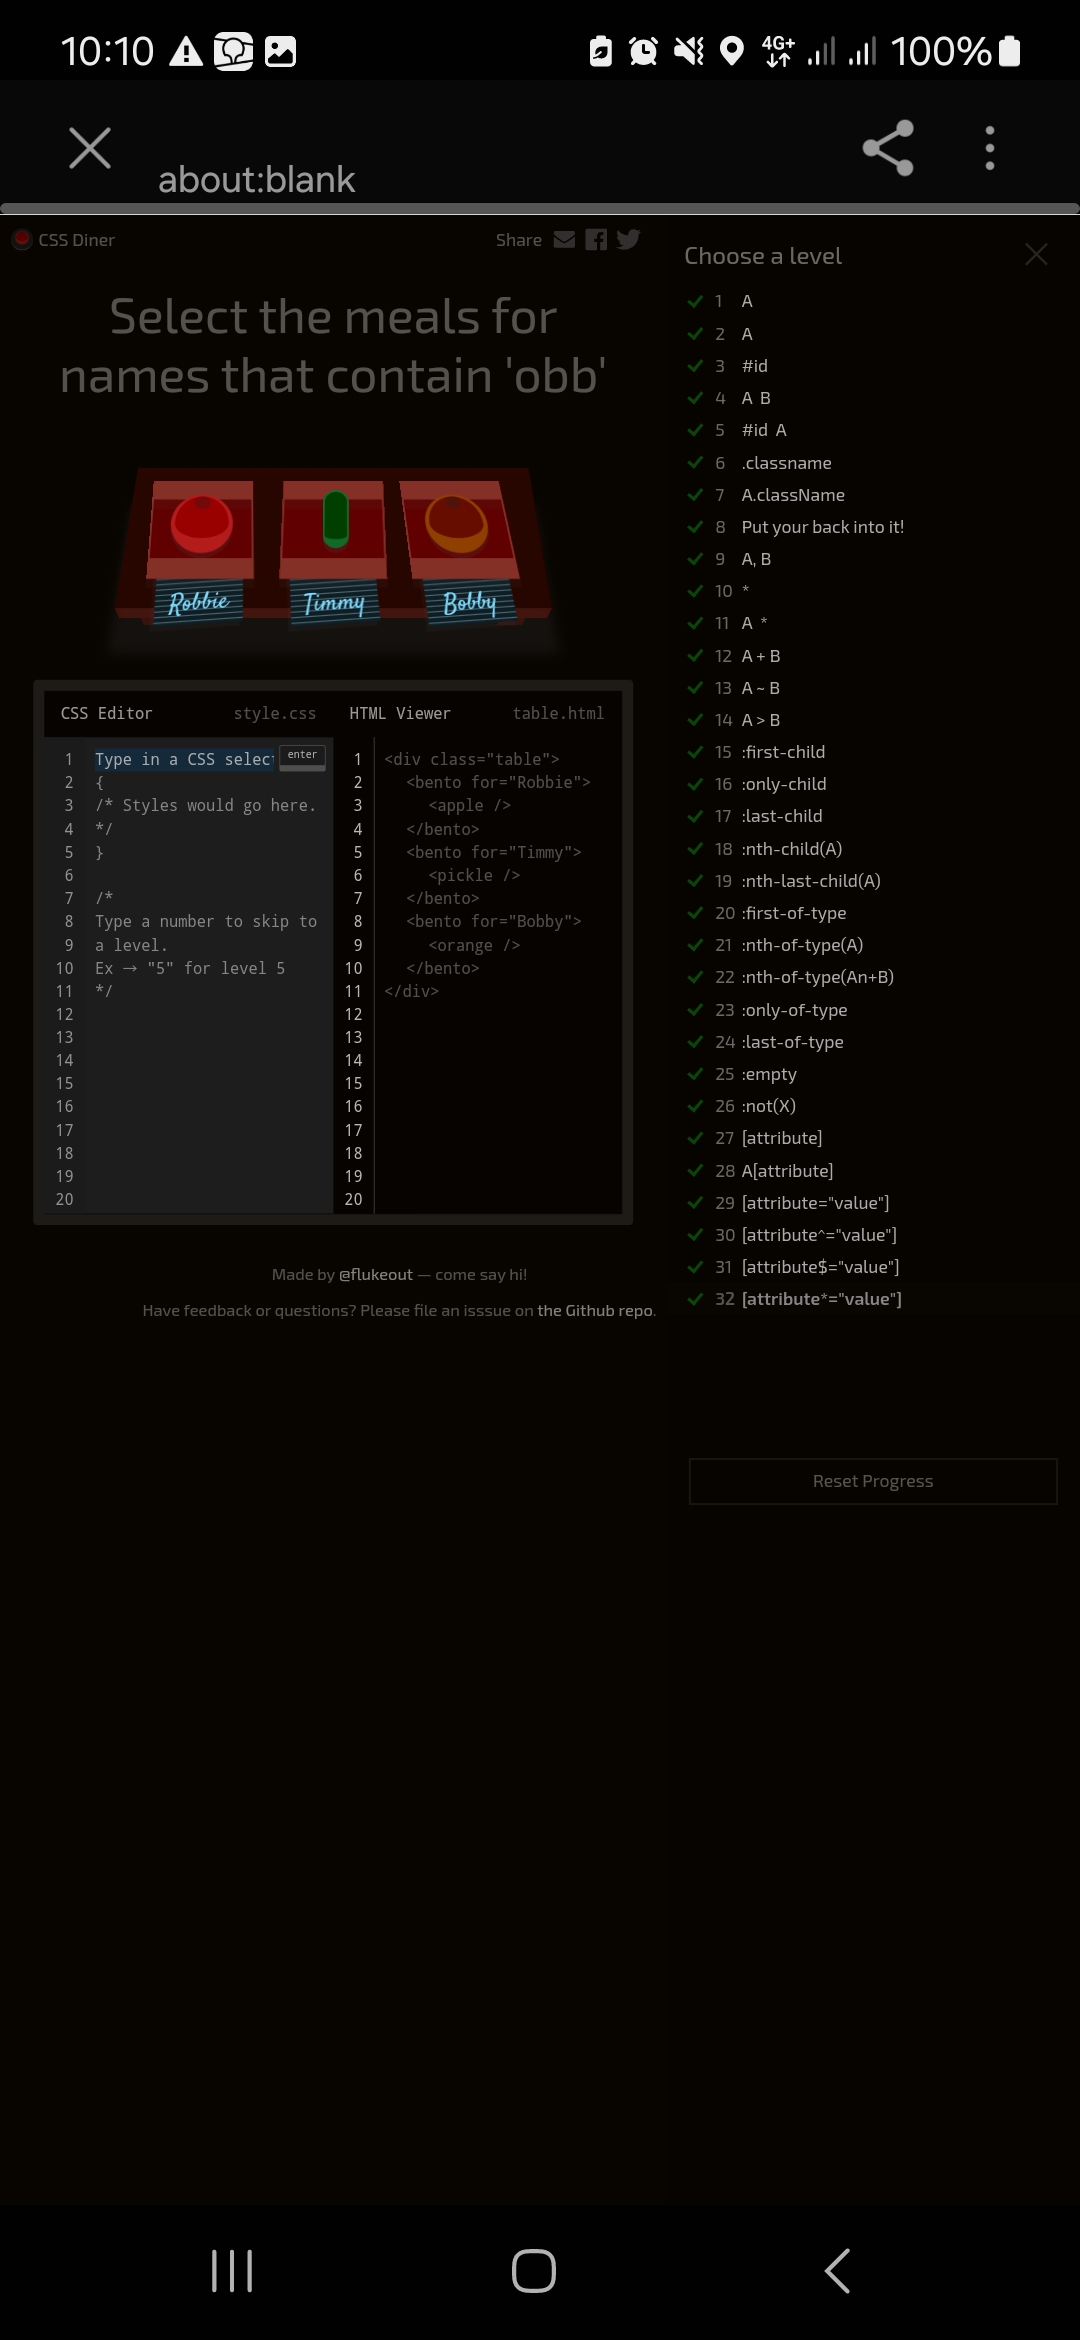 10:10
4G+
100%
about:blank
CSS Diner
Share
Select the meals for
names that contain 'obb'
Robbie
Timmy
Bobby
CSS Editor
style.css
1 Type in a CSS select
enter
2 {
3 /* Styles would go here.
4 */
5 }
6
7 /*
8 Type a number to skip to
9 a level.
10 Ex → "5" for level 5
11 */
12
13
14
15
16
17
18
19
20
HTML Viewer
table.html
1 <div class="table">
2 <bento for="Robbie">
3 <apple />
4 </bento>
5 <bento for="Timmy">
6 <pickle />
7 </bento>
8 <bento for="Bobby">
9 <orange />
10 </bento>
11 </div>
12
13
14
15
16
17
18
19
20
Made by @flukeout — come say hi!
Have feedback or questions? Please file an isssue on the Github repo.
Choose a level
1 A
2 A
3 #id
4 A B
5 #id A
6 .classname
7 A.className
8 Put your back into it!
9 A, B
10 *
11 A *
12 A + B
13 A ~ B
14 A > B
15 :first-child
16 :only-child
17 :last-child
18 :nth-child(A)
19 :nth-last-child(A)
20 :first-of-type
21 :nth-of-type(A)
22 :nth-of-type(An+B)
23 :only-of-type
24 :last-of-type
25 :empty
26 :not(X)
27 [attribute]
28 A[attribute]
29 [attribute="value"]
30 [attribute^="value"]
31 [attribute$="value"]
32 [attribute*="value"]
Reset Progress